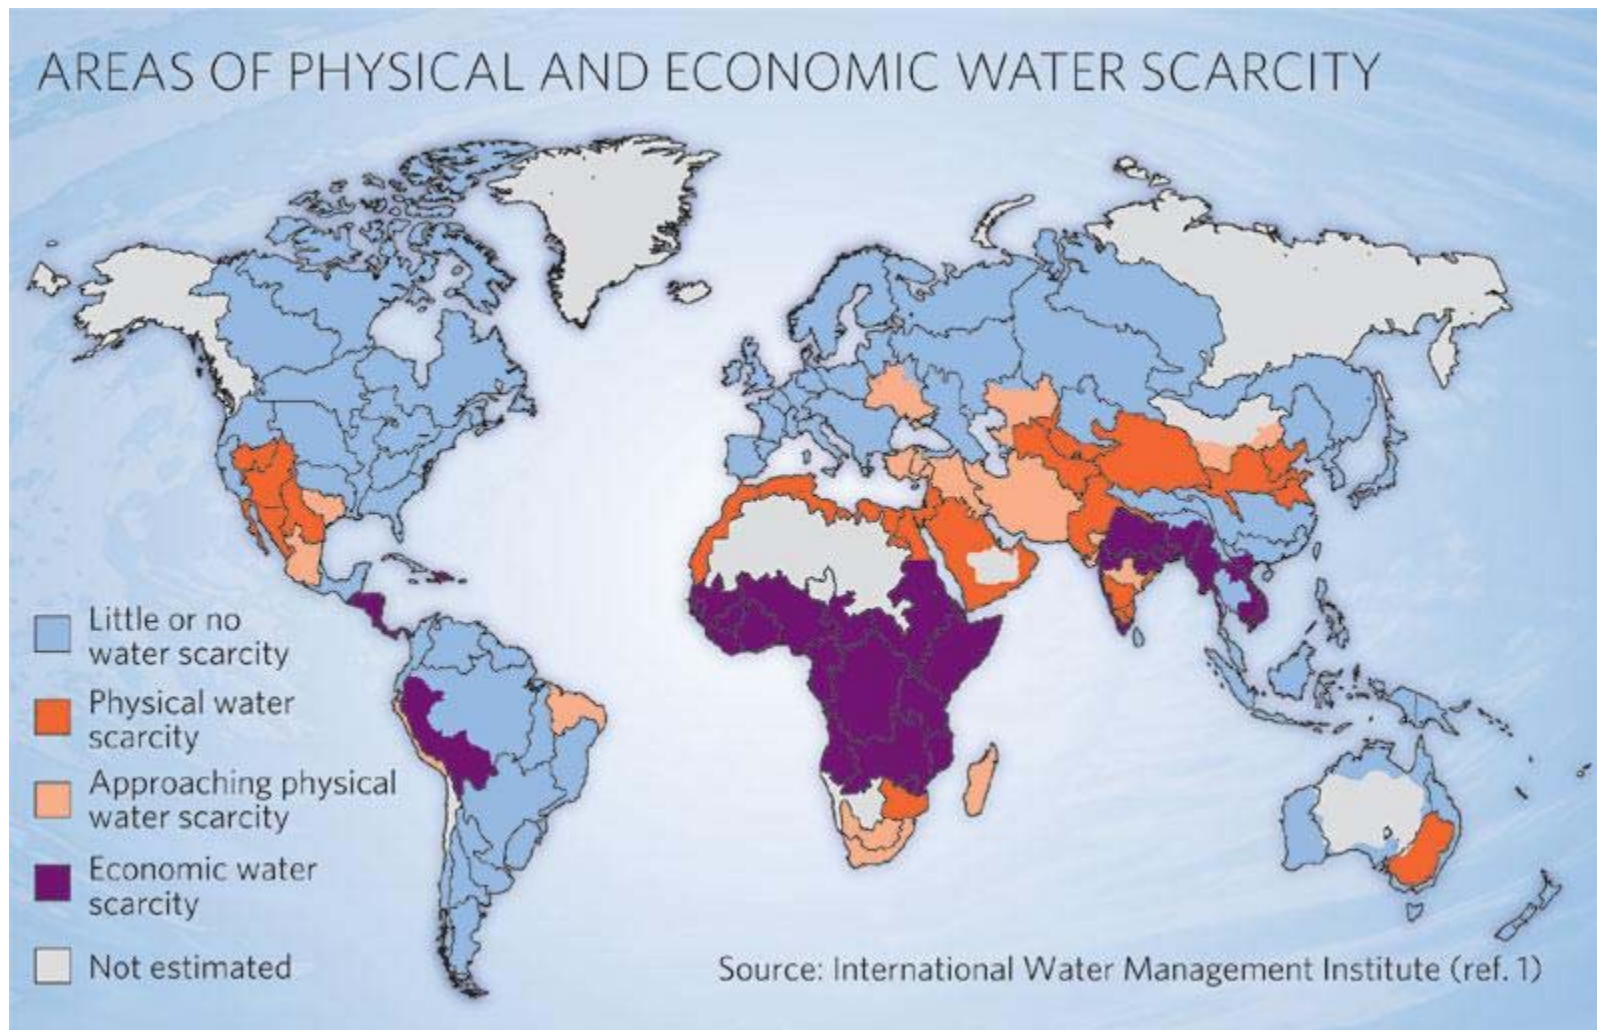 AREAS OF PHYSICAL AND ECONOMIC WATER SCARCITY
Little or no
water scarcity
Physical water
scarcity
Approaching physical
water scarcity
Economic water
scarcity
Not estimated
Source: International Water Management Institute (ref. 1)